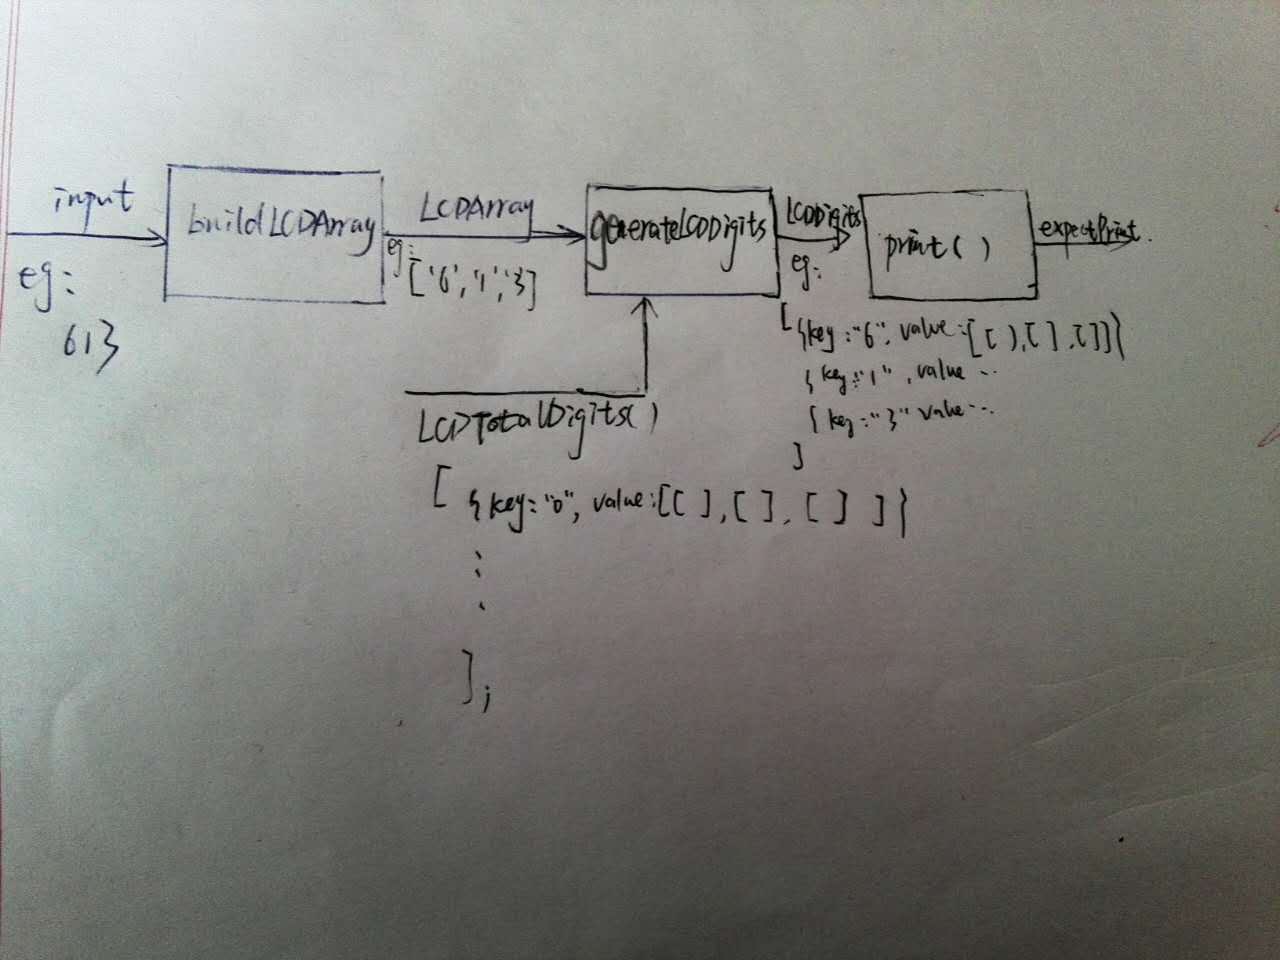 input
buildLCDArray
LCDArray
generateLCDDigits
LCDDigits
print()
expectPrint.
eg:
613
eg:
['6','1','3]
eg:
[{key:"6", value:[[],[],[]]}
{key:"1", value ...
{key:"3" value ...
]
LCDTotalDigits()
[
{key:"0", value:[[],[],[]]}
:
.
];